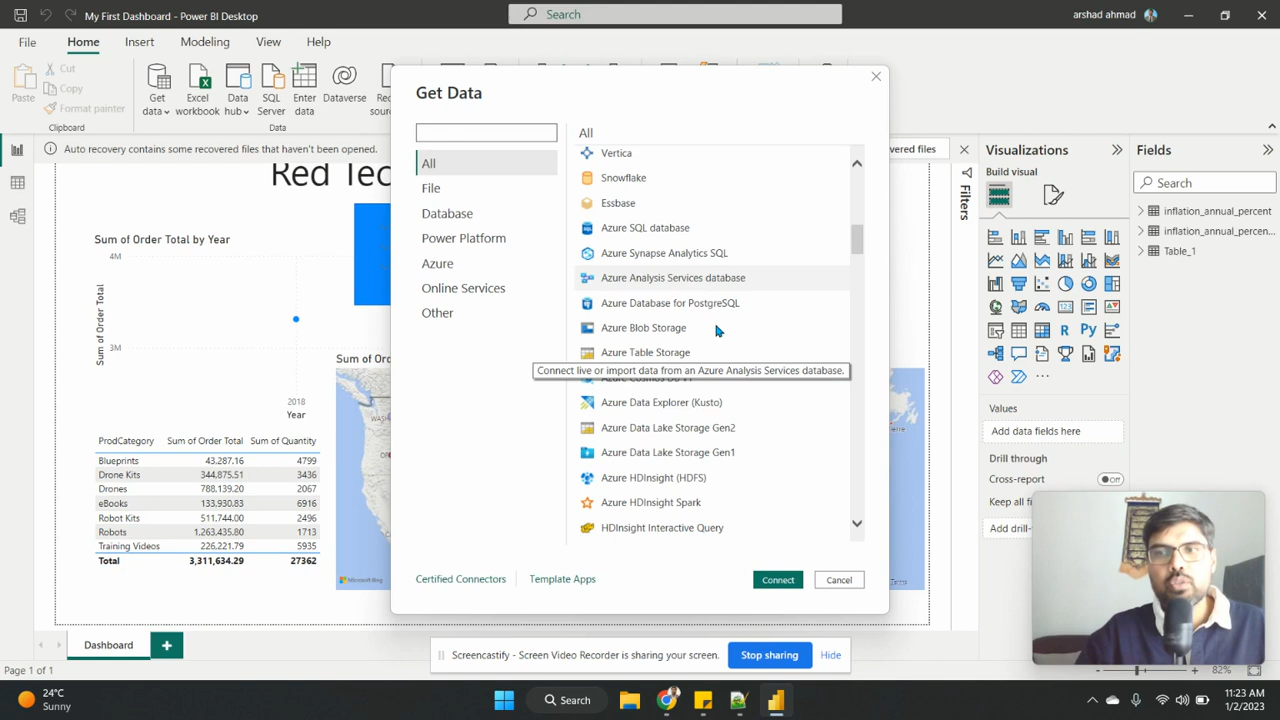 My First Dashboard - Power BI Desktop
Search
arshad ahmad
File
Home
Insert
Modeling
View
Help
Paste
Cut
Copy
Format painter
Clipboard
Get data
Excel workbook
Data hub
SQL Server
Enter data
Dataverse
Data
Auto recovery contains some recovered files that haven't been opened.
Red Tec
Sum of Order Total by Year
4M
3M
Sum of Order Total
2018
Year
Sum of Or
ProdCategory Sum of Order Total Sum of Quantity
Blueprints 43,287.16 4799
Drone Kits 344,875.51 3436
Drones 788,139.20 2067
eBooks 133,930.83 6916
Robot Kits 511,744.00 2496
Robots 1,263,435.80 1713
Training Videos 226,221.79 5935
Total 3,311,634.29 27362
Microsoft Bing
Get Data
All
File
Database
Power Platform
Azure
Online Services
Other
All
Vertica
Snowflake
Essbase
Azure SQL database
Azure Synapse Analytics SQL
Azure Analysis Services database
Azure Database for PostgreSQL
Azure Blob Storage
Azure Table Storage
Connect live or import data from an Azure Analysis Services database.
Azure Cosmos DB v1
Azure Data Explorer (Kusto)
Azure Data Lake Storage Gen2
Azure Data Lake Storage Gen1
Azure HDInsight (HDFS)
Azure HDInsight Spark
HDInsight Interactive Query
Certified Connectors
Template Apps
Connect
Cancel
vered files
Filters
Visualizations
Build visual
R
Py
Values
Add data fields here
Drill through
Cross-report
Off
Keep all fi
Add drill-
Fields
Search
inflation_annual_percent
inflation_annual_percent...
Table_1
Terms
Dashboard
Screencastify - Screen Video Recorder is sharing your screen.
Stop sharing
Hide
Page 1 of 1
82%
24°C
Sunny
Search
11:23 AM
1/2/2023